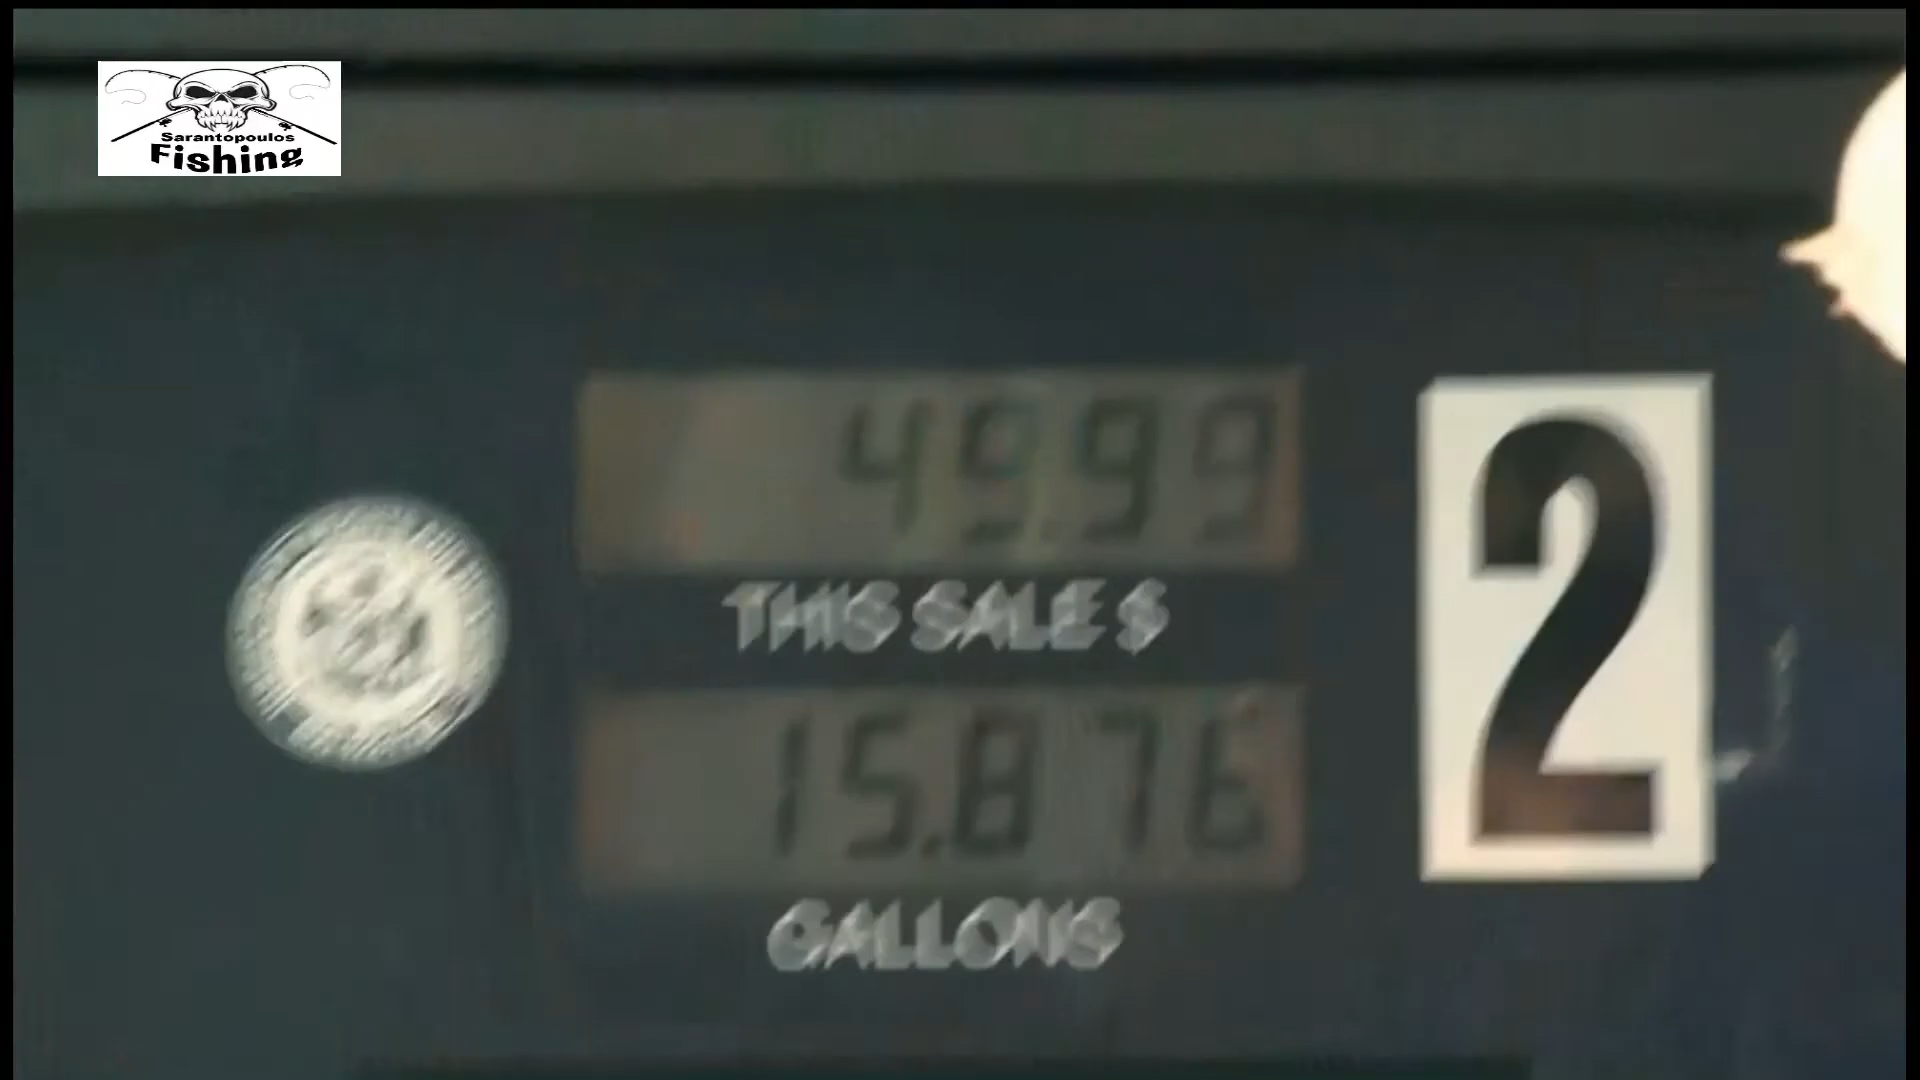 Sarantopoulos
Fishing
49.99
THIS SALE $
15.876
GALLONS
2